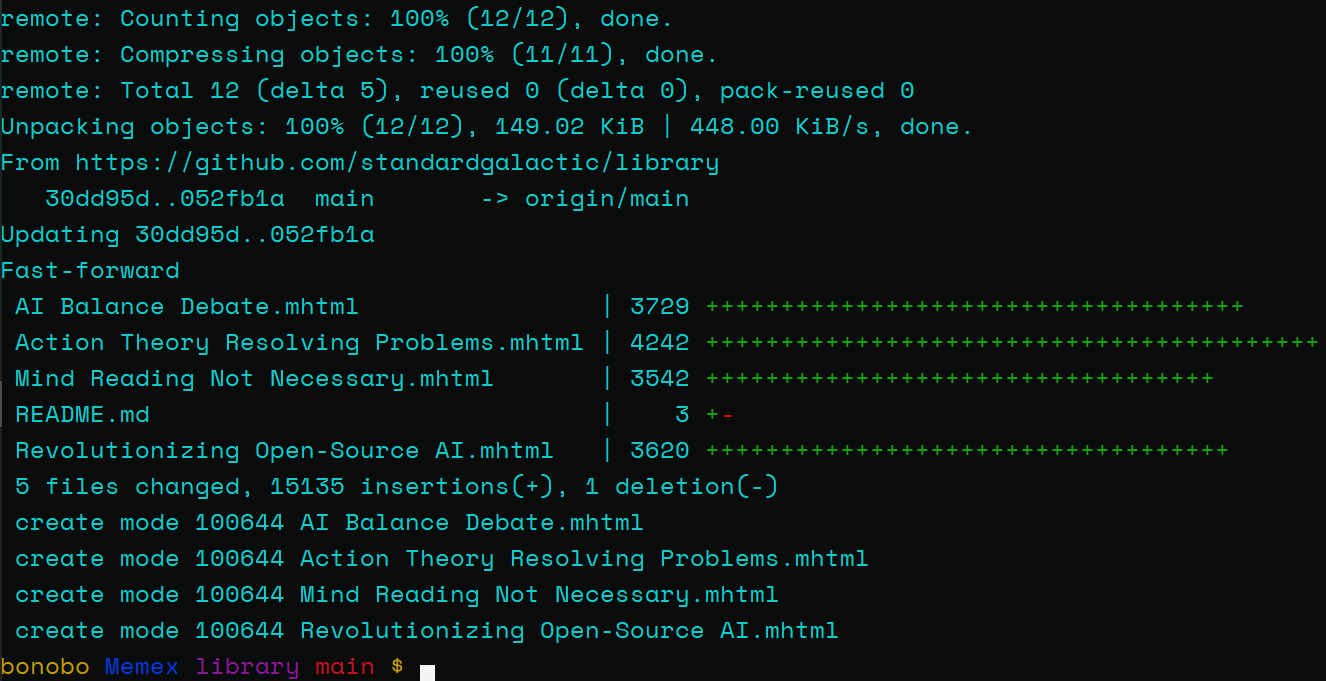 remote: Counting objects: 100% (12/12), done.
remote: Compressing objects: 100% (11/11), done.
remote: Total 12 (delta 5), reused 0 (delta 0), pack-reused 0
Unpacking objects: 100% (12/12), 149.02 KiB | 448.00 KiB/s, done.
From https://github.com/standardgalactic/library
   30dd95d..052fb1a  main       -> origin/main
Updating 30dd95d..052fb1a
Fast-forward
 AI Balance Debate.mhtml                | 3729 ++++++++++++++++++++++++++++++++++++
 Action Theory Resolving Problems.mhtml | 4242 +++++++++++++++++++++++++++++++++++++++++
 Mind Reading Not Necessary.mhtml       | 3542 ++++++++++++++++++++++++++++++++++
 README.md                              |    3 +-
 Revolutionizing Open-Source AI.mhtml   | 3620 +++++++++++++++++++++++++++++++++++
 5 files changed, 15135 insertions(+), 1 deletion(-)
 create mode 100644 AI Balance Debate.mhtml
 create mode 100644 Action Theory Resolving Problems.mhtml
 create mode 100644 Mind Reading Not Necessary.mhtml
 create mode 100644 Revolutionizing Open-Source AI.mhtml
bonobo Memex library main $